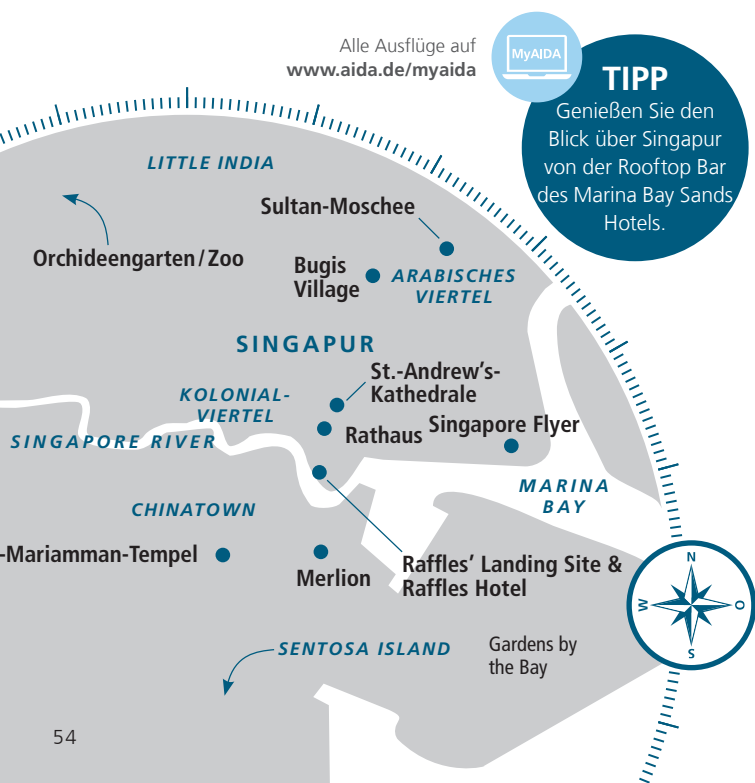 Alle Ausflüge auf
www.aida.de/myaida
MyAIDA
TIPP
Genießen Sie den
Blick über Singapur
von der Rooftop Bar
des Marina Bay Sands
Hotels.
LITTLE INDIA
Sultan-Moschee
Orchideengarten/Zoo
Bugis
Village
ARABISCHES
VIERTEL
SINGAPUR
St.-Andrew's-
Kathedrale
KOLONIAL-
VIERTEL
Rathaus
Singapore Flyer
SINGAPORE RIVER
MARINA
BAY
CHINATOWN
-Mariamman-Tempel
Merlion
Raffles' Landing Site &
Raffles Hotel
N
W
O
S
SENTOSA ISLAND
Gardens by
the Bay
54